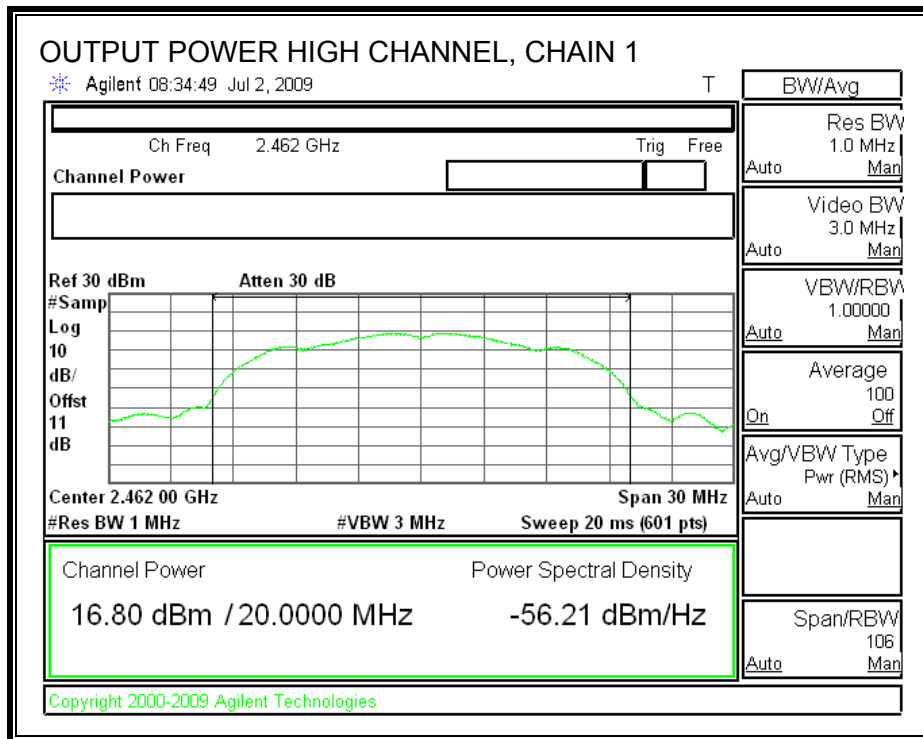 OUTPUT POWER HIGH CHANNEL, CHAIN 1
Agilent 08:34:49 Jul 2, 2009 T
Ch Freq 2.462 GHz Trig Free
Channel Power
Ref 30 dBm Atten 30 dB
#Samp
Log
10
dB/
Offst
11
dB
Center 2.462 00 GHz Span 30 MHz
#Res BW 1 MHz #VBW 3 MHz Sweep 20 ms (601 pts)
Channel Power Power Spectral Density
16.80 dBm / 20.0000 MHz -56.21 dBm/Hz
Copyright 2000-2009 Agilent Technologies
BW/Avg
Res BW
1.0 MHz
Auto Man
Video BW
3.0 MHz
Auto Man
VBW/RBW
1.00000
Auto Man
Average
100
On Off
Avg/VBW Type
Pwr (RMS)
Auto Man
Span/RBW
106
Auto Man